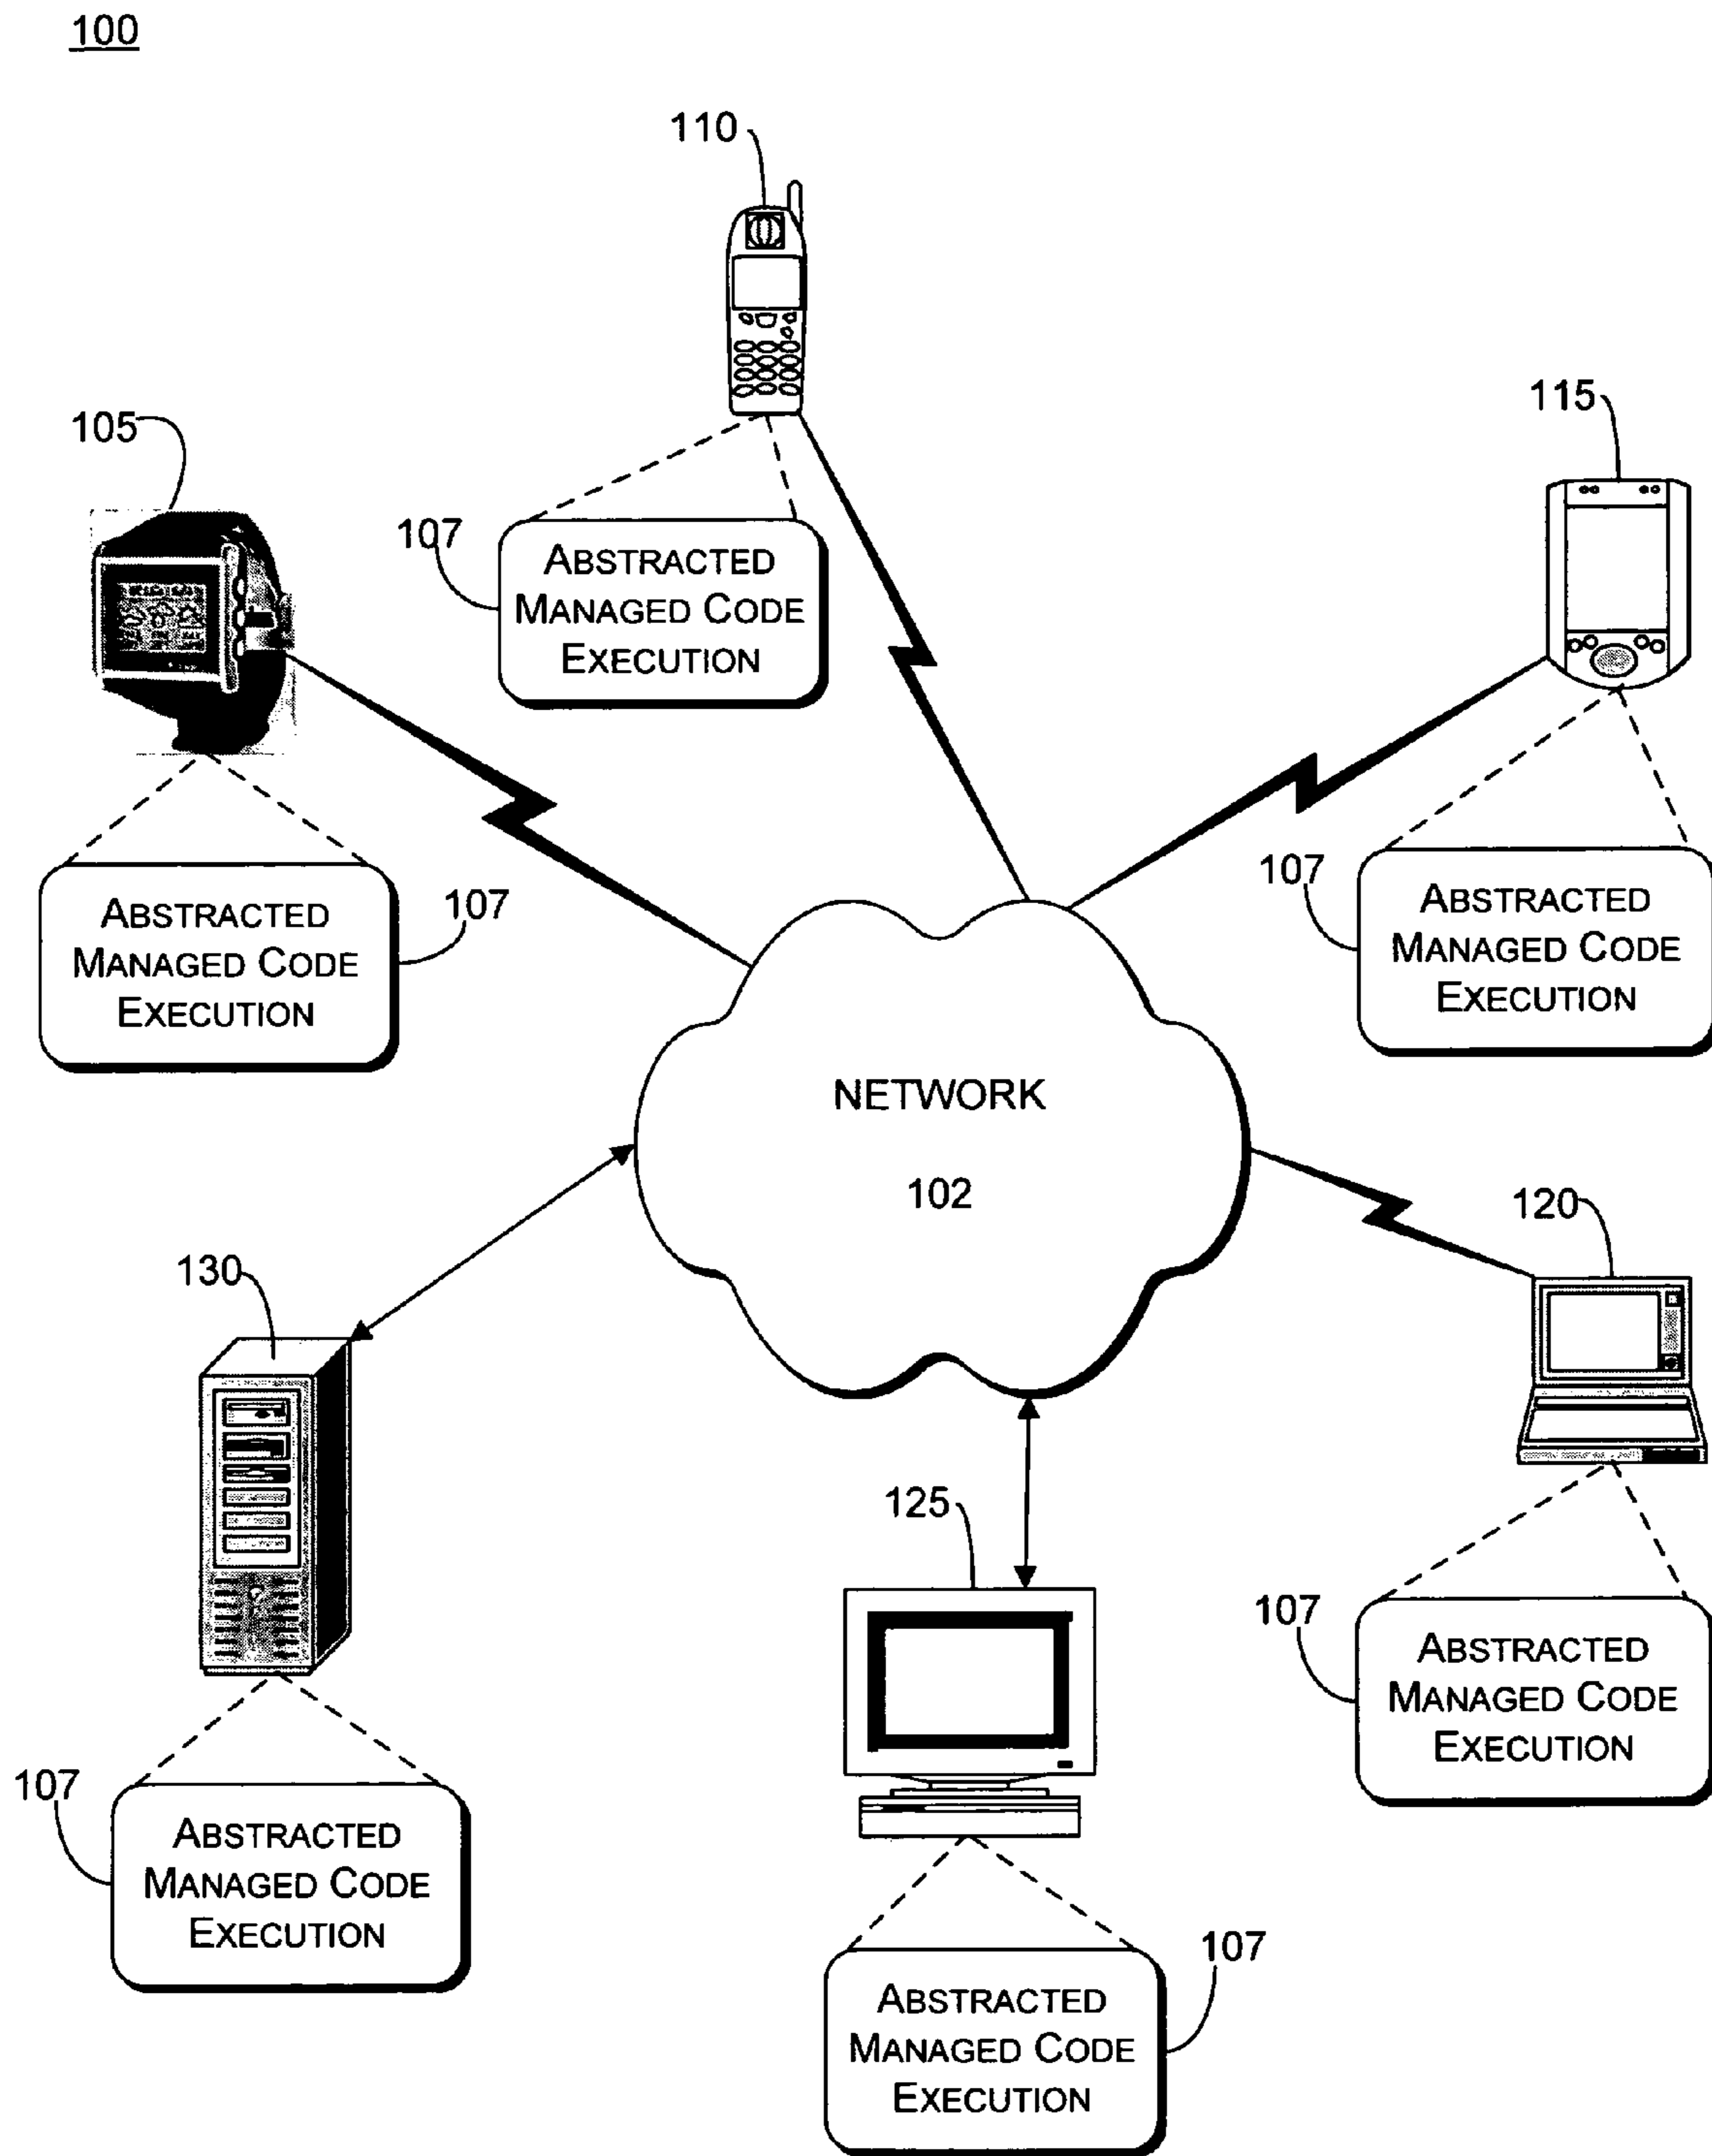 100
110
115
105
107
ABSTRACTED
MANAGED CODE
EXECUTION
107
ABSTRACTED
MANAGED CODE
EXECUTION
107
ABSTRACTED
MANAGED CODE
EXECUTION
NETWORK
102
120
130
125
107
ABSTRACTED
MANAGED CODE
EXECUTION
107
ABSTRACTED
MANAGED CODE
EXECUTION
107
ABSTRACTED
MANAGED CODE
EXECUTION